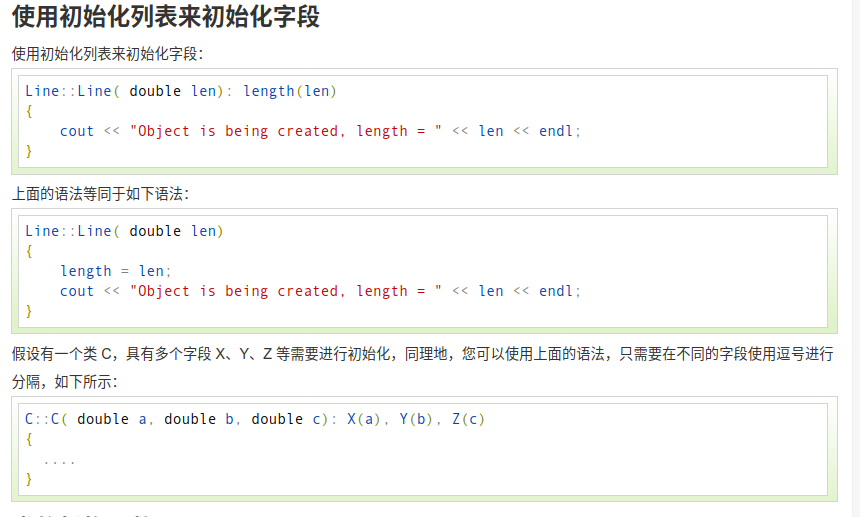 使用初始化列表来初始化字段
使用初始化列表来初始化字段：
Line::Line( double len): length(len)
{
    cout << "Object is being created, length = " << len << endl;
}
上面的语法等同于如下语法：
Line::Line( double len)
{
    length = len;
    cout << "Object is being created, length = " << len << endl;
}
假设有一个类 C，具有多个字段 X、Y、Z 等需要进行初始化，同理地，您可以使用上面的语法，只需要在不同的字段使用逗号进行
分隔，如下所示：
C::C( double a, double b, double c): X(a), Y(b), Z(c)
{
  ....
}